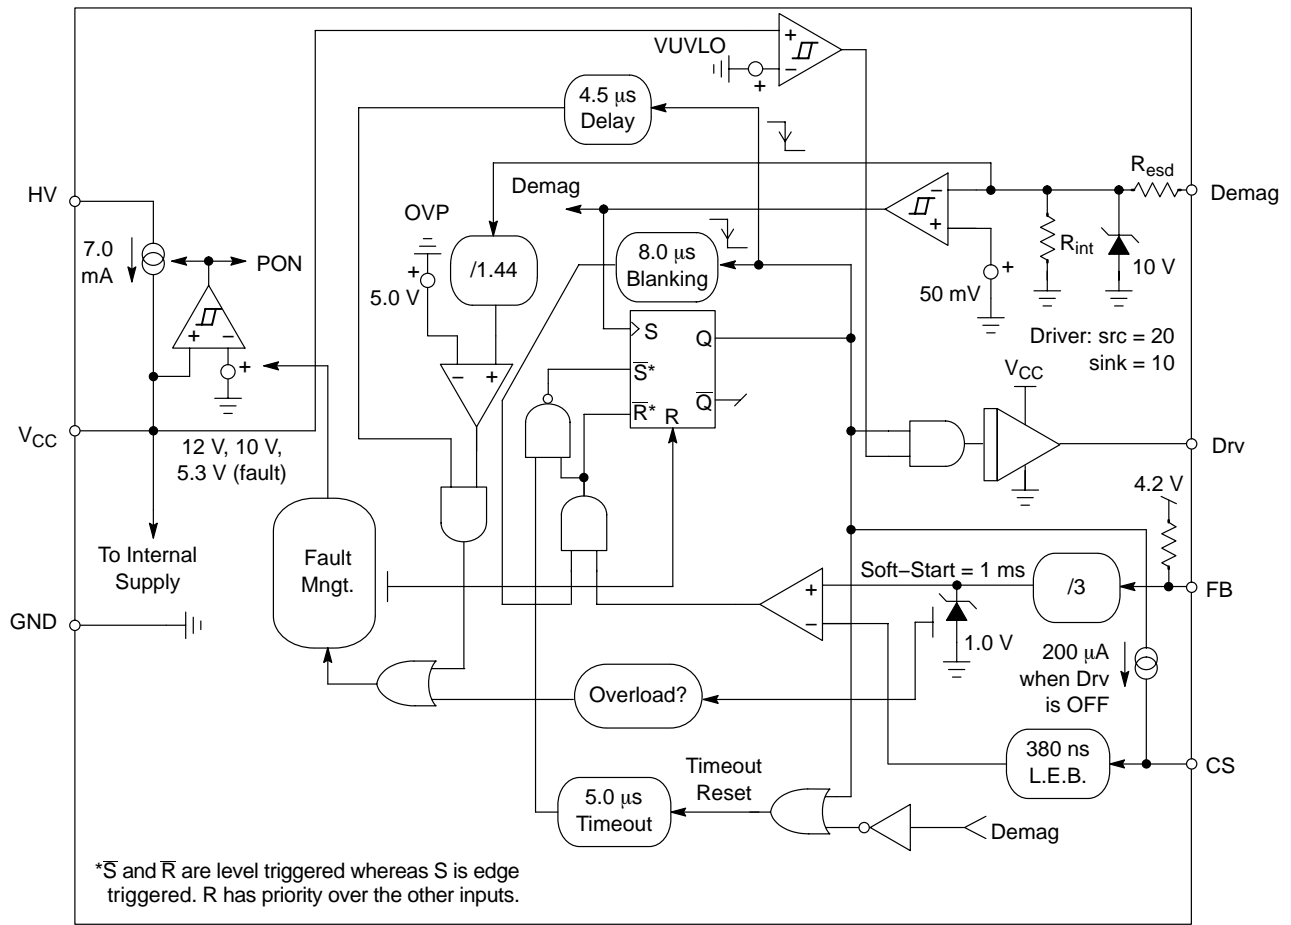 VUVLO
+
−
+
4.5 μs
Delay
Resd
Demag
HV
Demag
OVP
−
+
Rint
7.0
mA
PON
+
5.0 V
/1.44
8.0 μs
Blanking
+
50 mV
10 V
+
−
+
S
Q
Driver: src = 20
sink = 10
−
+
S̅*
VCC
R̅*
R
Q̅
VCC
12 V, 10 V,
5.3 V (fault)
Drv
4.2 V
To Internal
Supply
Fault
Mngt.
Soft−Start = 1 ms
+
−
/3
FB
GND
1.0 V
200 μA
when Drv
is OFF
Overload?
380 ns
L.E.B.
CS
Timeout
Reset
5.0 μs
Timeout
Demag
*S̅ and R̅ are level triggered whereas S is edge
triggered. R has priority over the other inputs.